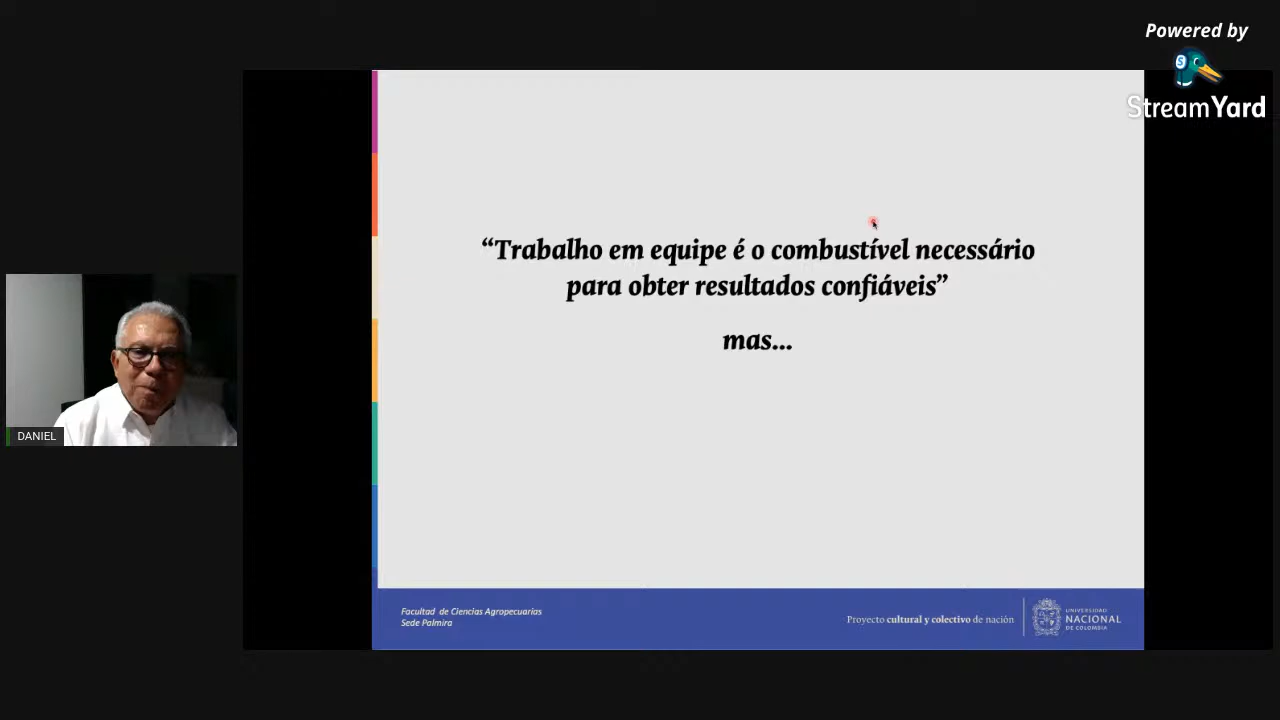 Powered by
StreamYard
“Trabalho em equipe é o combustível necessário
para obter resultados confiáveis”
mas...
DANIEL
Facultad de Ciencias Agropecuarias
Sede Palmira
Proyecto cultural y colectivo de nación
UNIVERSIDAD
NACIONAL
DE COLOMBIA